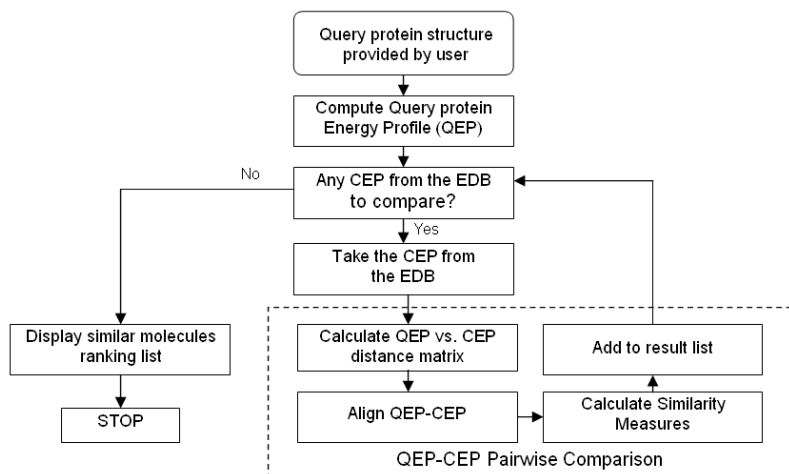 Query protein structure
provided by user
Compute Query protein
Energy Profile (QEP)
No
Any CEP from the EDB
to compare?
Yes
Take the CEP from
the EDB
Display similar molecules
ranking list
Calculate QEP vs. CEP
distance matrix
Add to result list
STOP
Align QEP-CEP
Calculate Similarity
Measures
QEP-CEP Pairwise Comparison